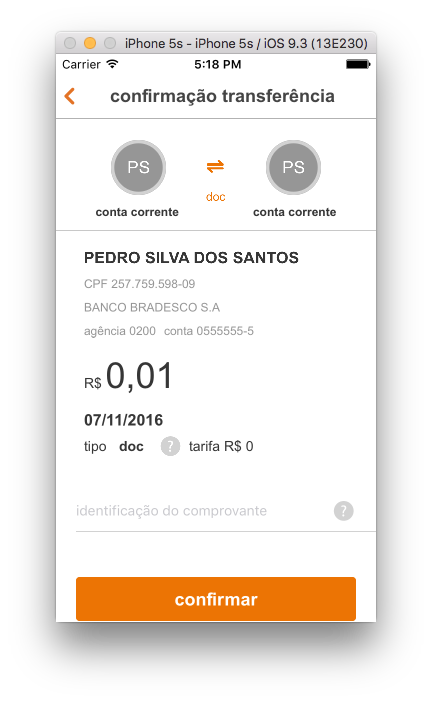 iPhone 5s - iPhone 5s / iOS 9.3 (13E230)
Carrier 5:18 PM
confirmação transferência
PS PS
doc
conta corrente conta corrente
PEDRO SILVA DOS SANTOS
CPF 257.759.598-09
BANCO BRADESCO S.A
agência 0200 conta 0555555-5
R$ 0,01
07/11/2016
tipo doc ? tarifa R$ 0
identificação do comprovante ?
confirmar